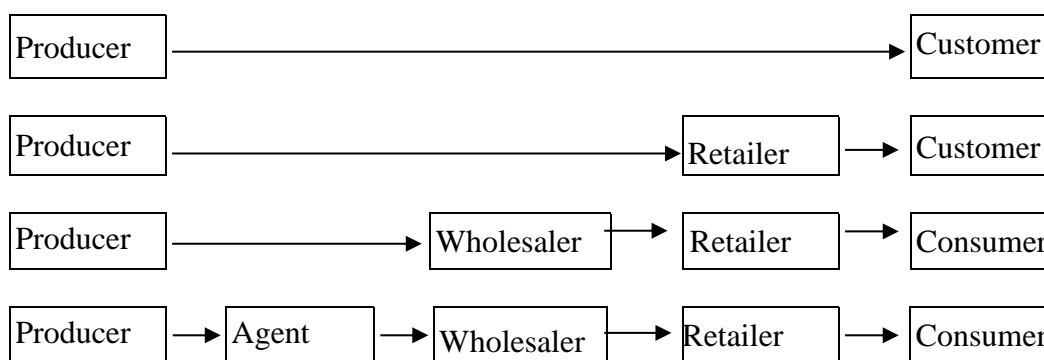 Producer Customer
Producer Retailer Customer
Producer Wholesaler Retailer Consumer
Producer Agent Wholesaler Retailer Consumer